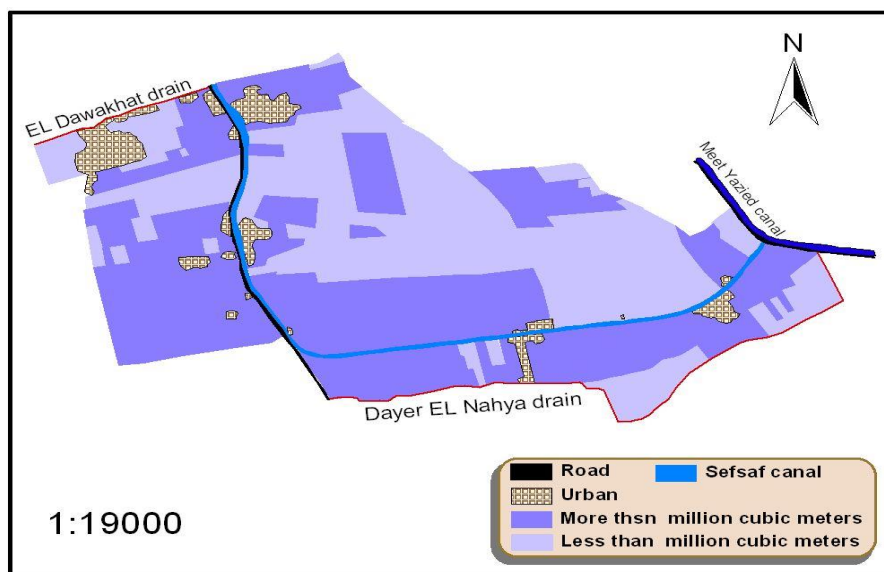 N
EL Dawakhat drain
Meet Yazied canal
Dayer EL Nahya drain
1:19000
Road
Sefsaf canal
Urban
More thsn million cubic meters
Less than million cubic meters